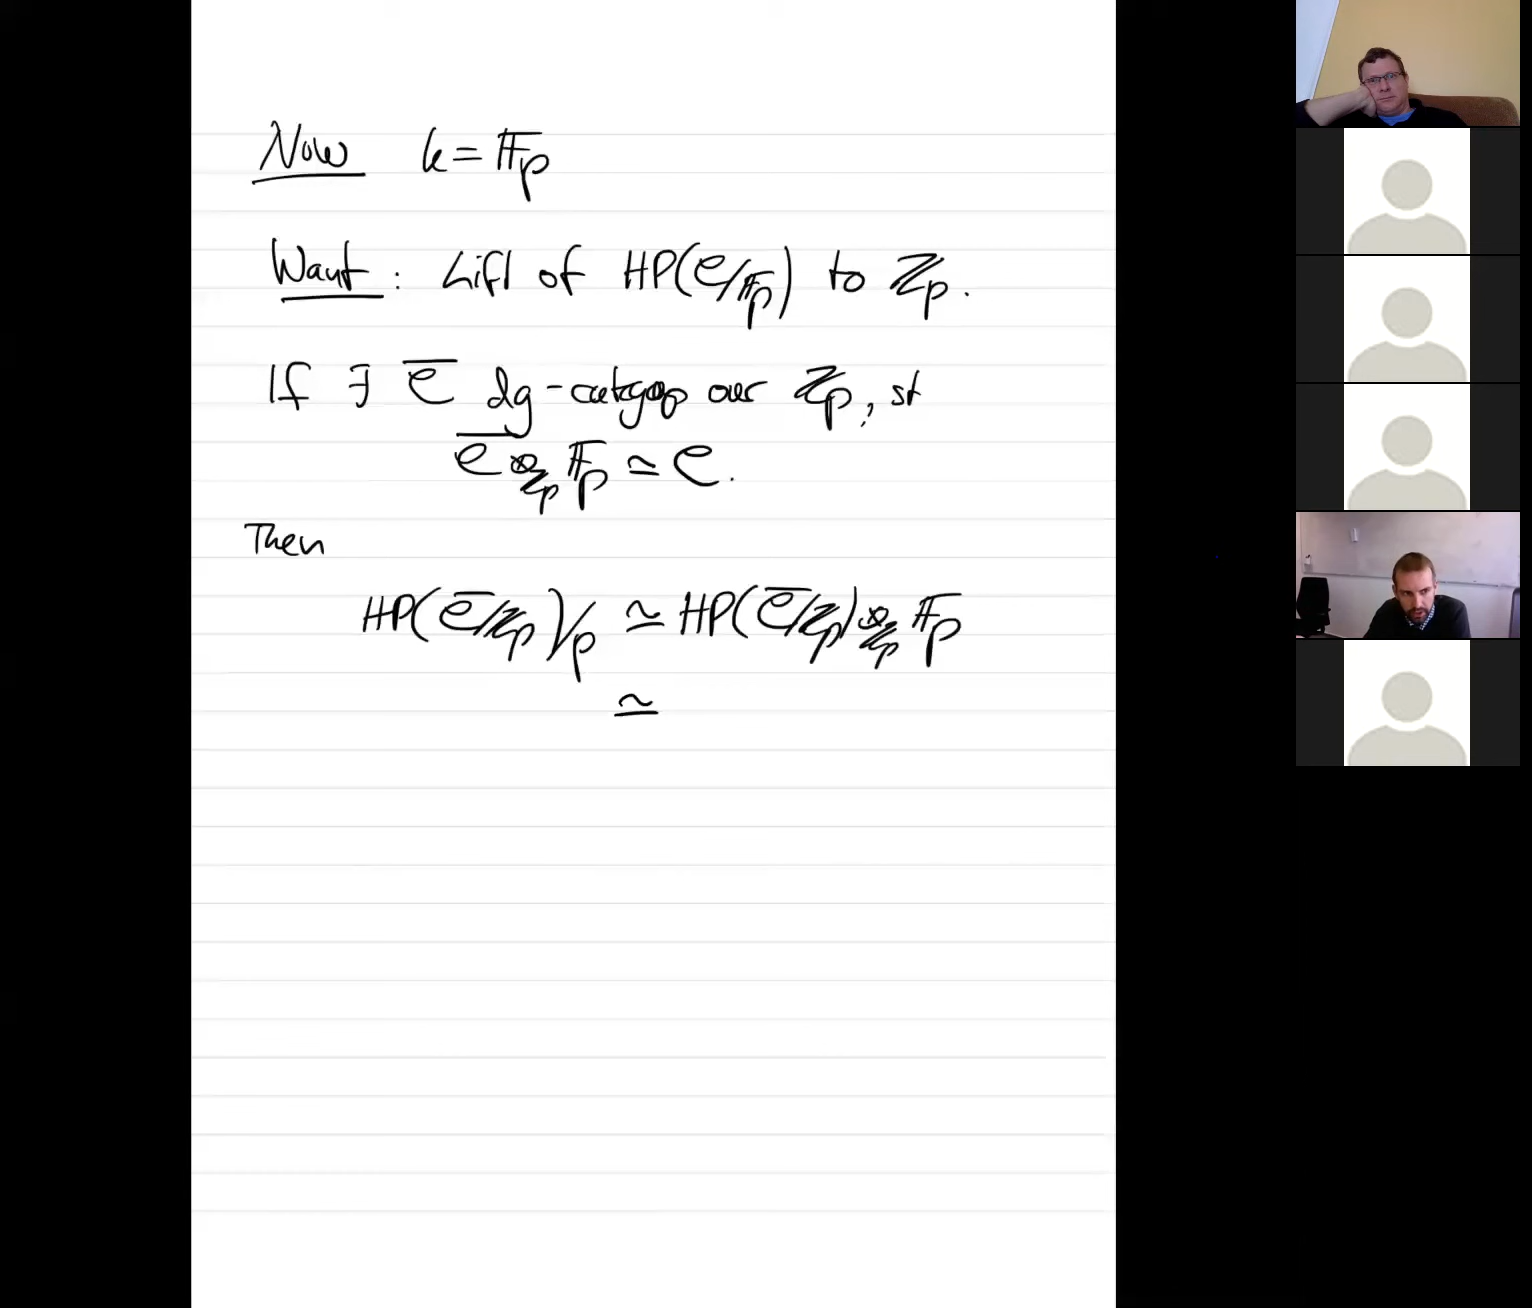 Now k = 𝔽p
Want : Lift of HP(C/𝔽p) to ℤp.
If ∃ C̄ dg-category over ℤp, st
C̄ ⊗ℤp 𝔽p ≃ C.
Then
HP(C̄/ℤp)/p ≃ HP(C̄/ℤp) ⊗ℤp 𝔽p
≃